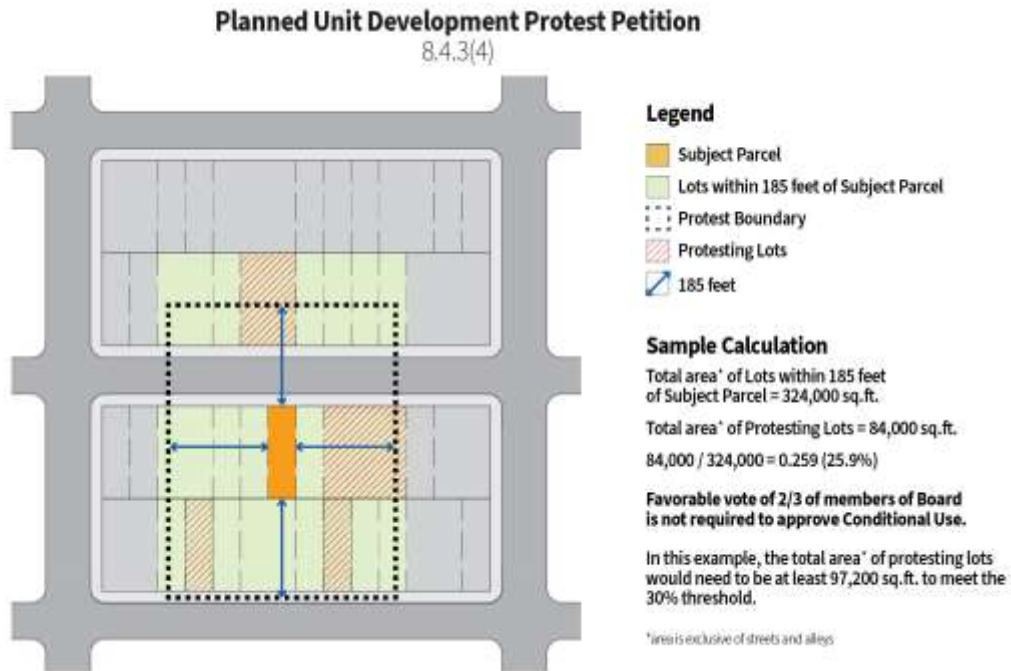 Planned Unit Development Protest Petition
8.4.3(4)
Legend
Subject Parcel
Lots within 185 feet of Subject Parcel
Protest Boundary
Protesting Lots
185 feet
Sample Calculation
Total area* of Lots within 185 feet
of Subject Parcel = 324,000 sq.ft.
Total area* of Protesting Lots = 84,000 sq.ft.
84,000 / 324,000 = 0.259 (25.9%)
Favorable vote of 2/3 of members of Board
is not required to approve Conditional Use.
In this example, the total area* of protesting lots
would need to be at least 97,200 sq.ft. to meet the
30% threshold.
*area is exclusive of streets and alleys